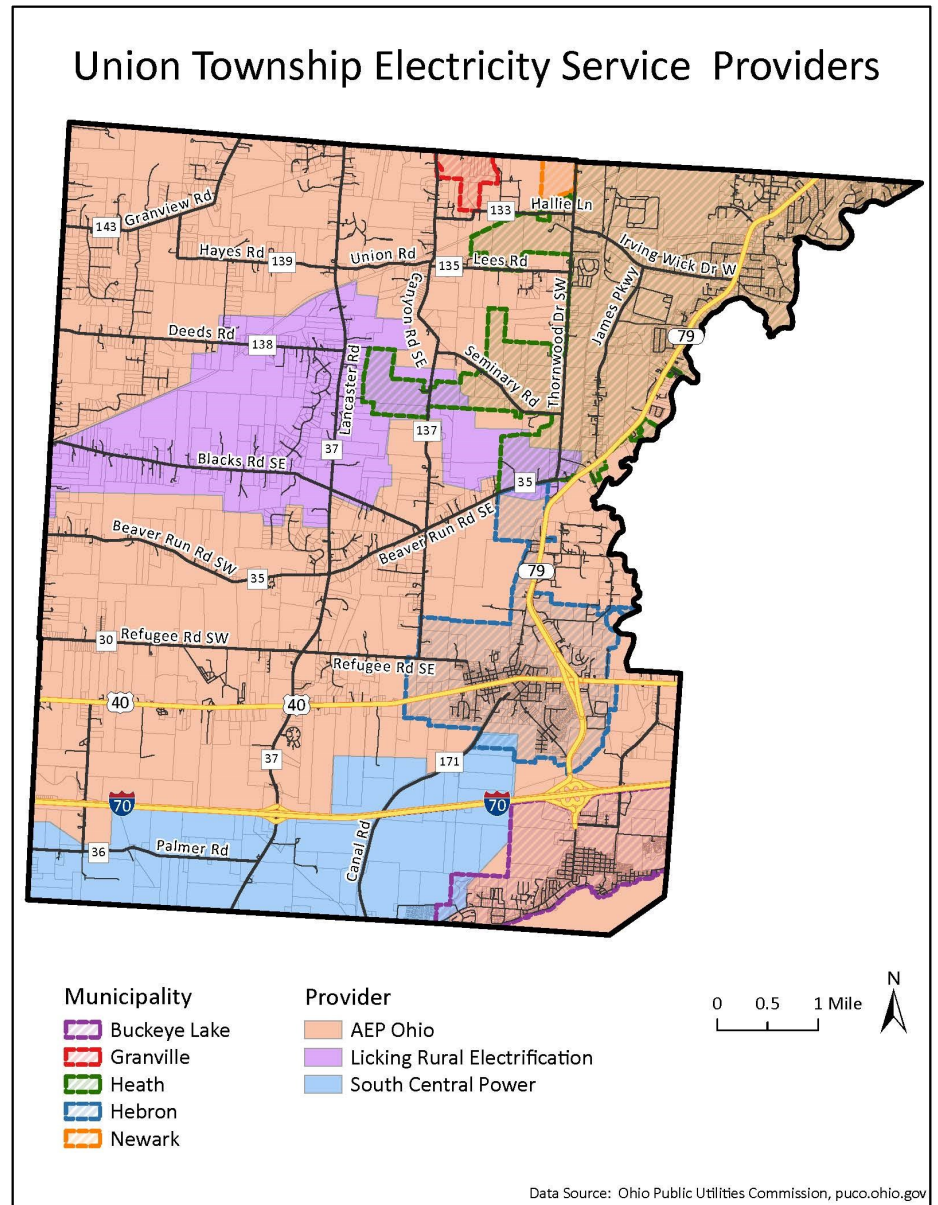 Union Township Electricity Service Providers
143
Granview Rd
133
Hallie Ln
Hayes Rd
139
Union Rd
135
Lees Rd
Irving Wick Dr W
Canyon Rd SE
James Pkwy
Thornwood Dr SW
79
Deeds Rd
138
Lancaster Rd
Seminary Rd
137
37
Blacks Rd SE
35
Beaver Run Rd SE
Beaver Run Rd SW
35
79
30
Refugee Rd SW
Refugee Rd SE
40
40
37
171
70
70
36
Palmer Rd
Canal Rd
Municipality
Buckeye Lake
Granville
Heath
Hebron
Newark
Provider
AEP Ohio
Licking Rural Electrification
South Central Power
0 0.5 1 Mile
N
Data Source: Ohio Public Utilities Commission, puco.ohio.gov